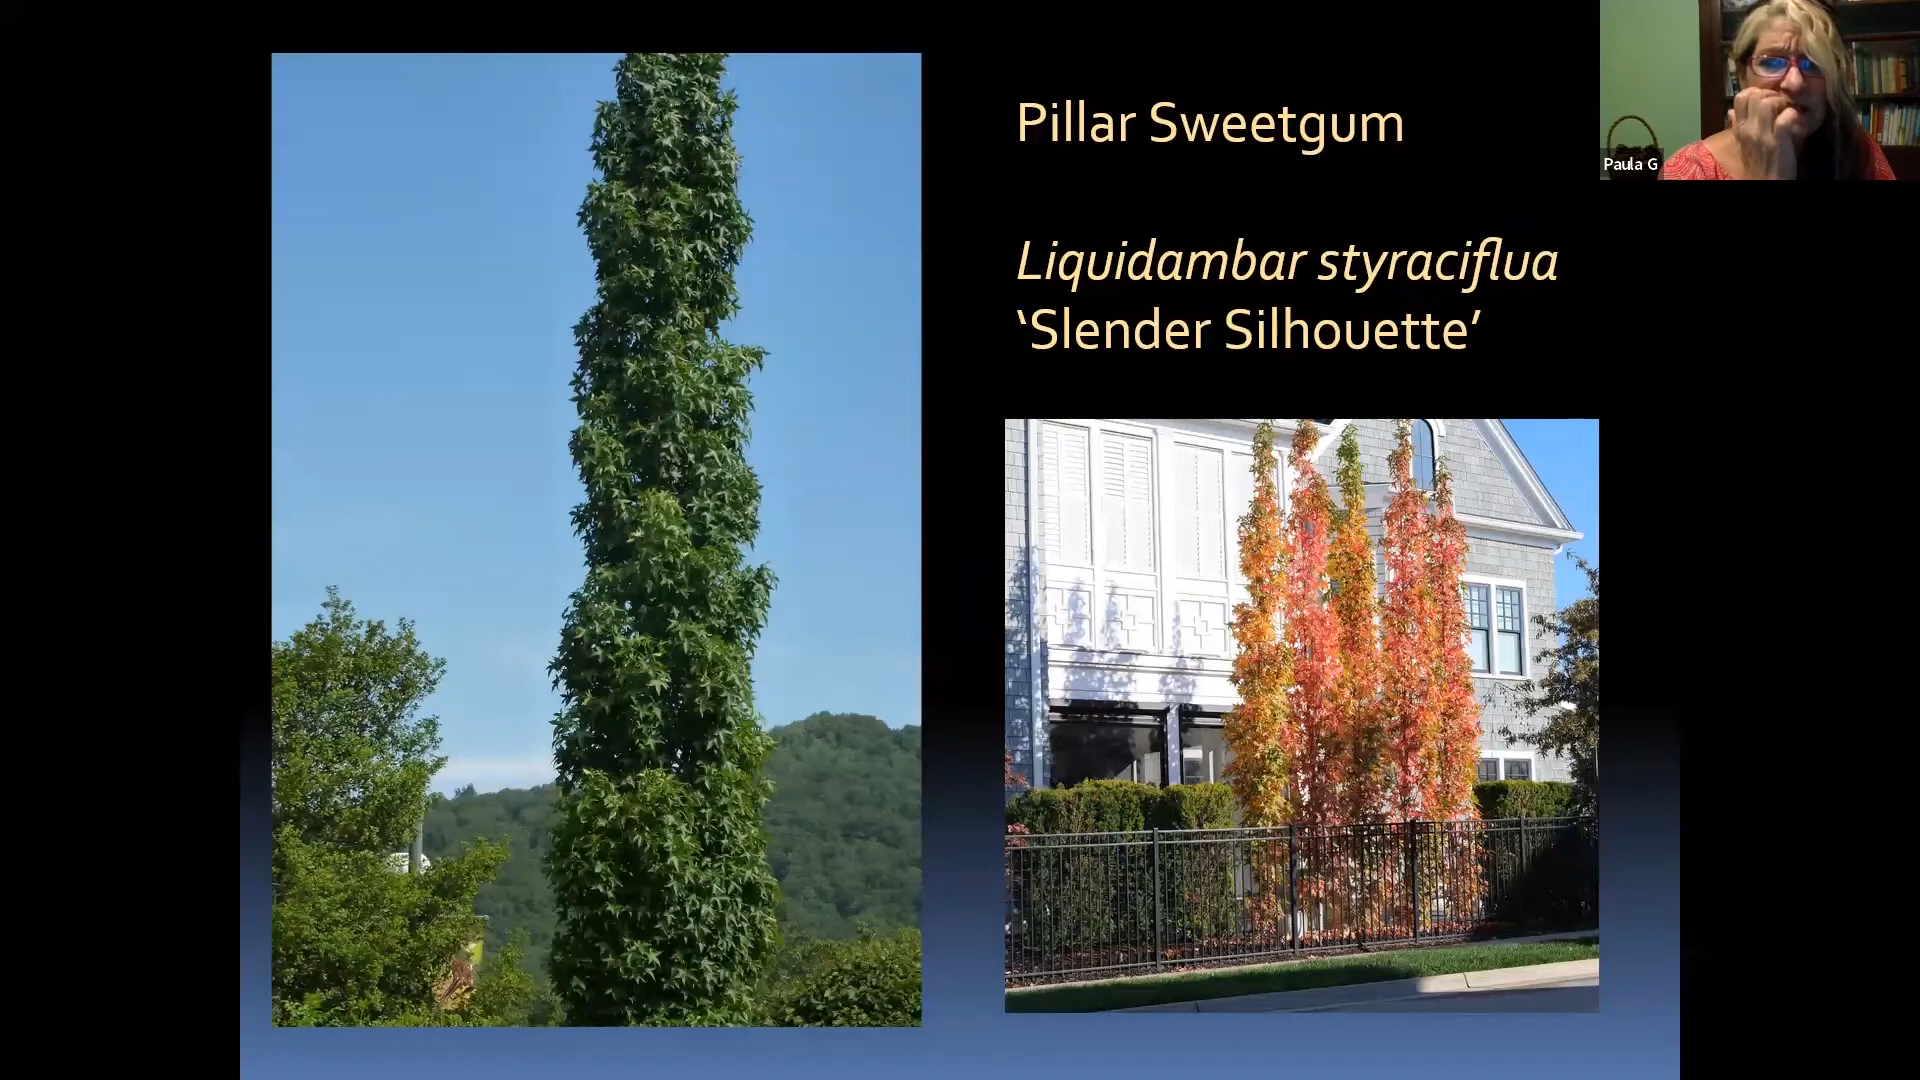 Pillar Sweetgum
Liquidambar styraciflua
‘Slender Silhouette’
Paula G